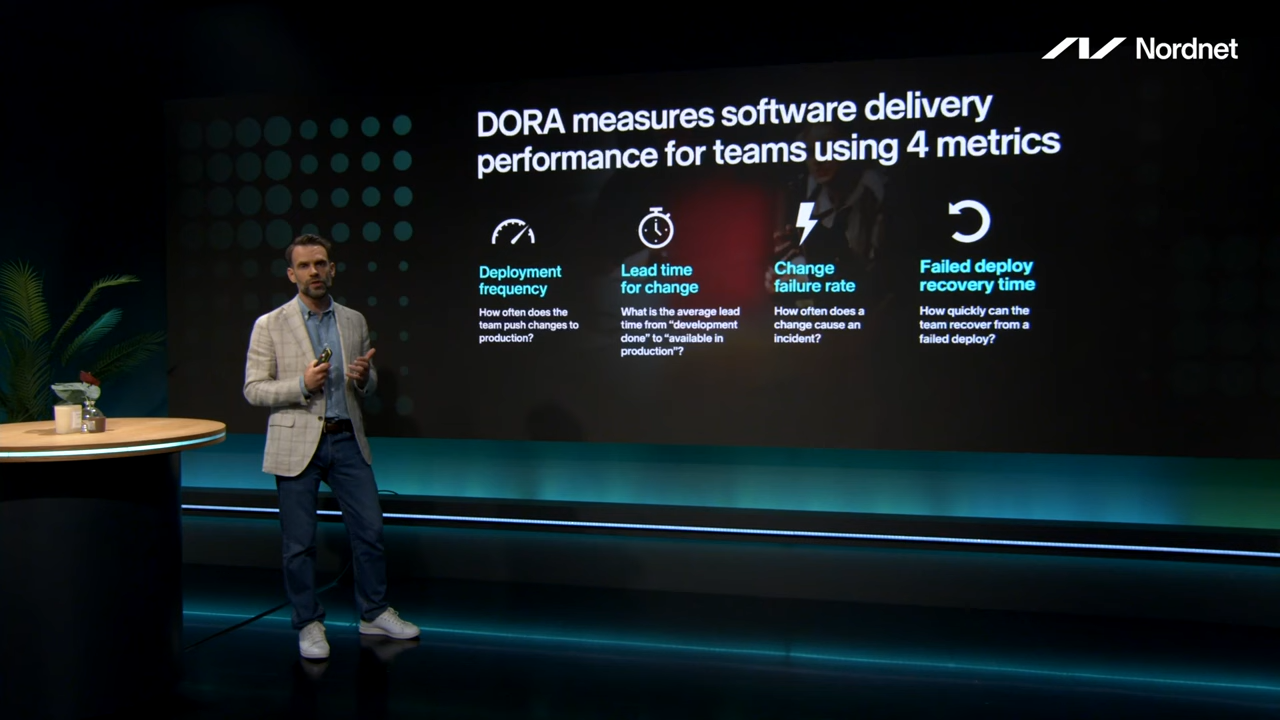 Nordnet
DORA measures software delivery
performance for teams using 4 metrics
Deployment
frequency
How often does the
team push changes to
production?
Lead time
for change
What is the average lead
time from “development
done” to “available in
production”?
Change
failure rate
How often does a
change cause an
incident?
Failed deploy
recovery time
How quickly can the
team recover from a
failed deploy?